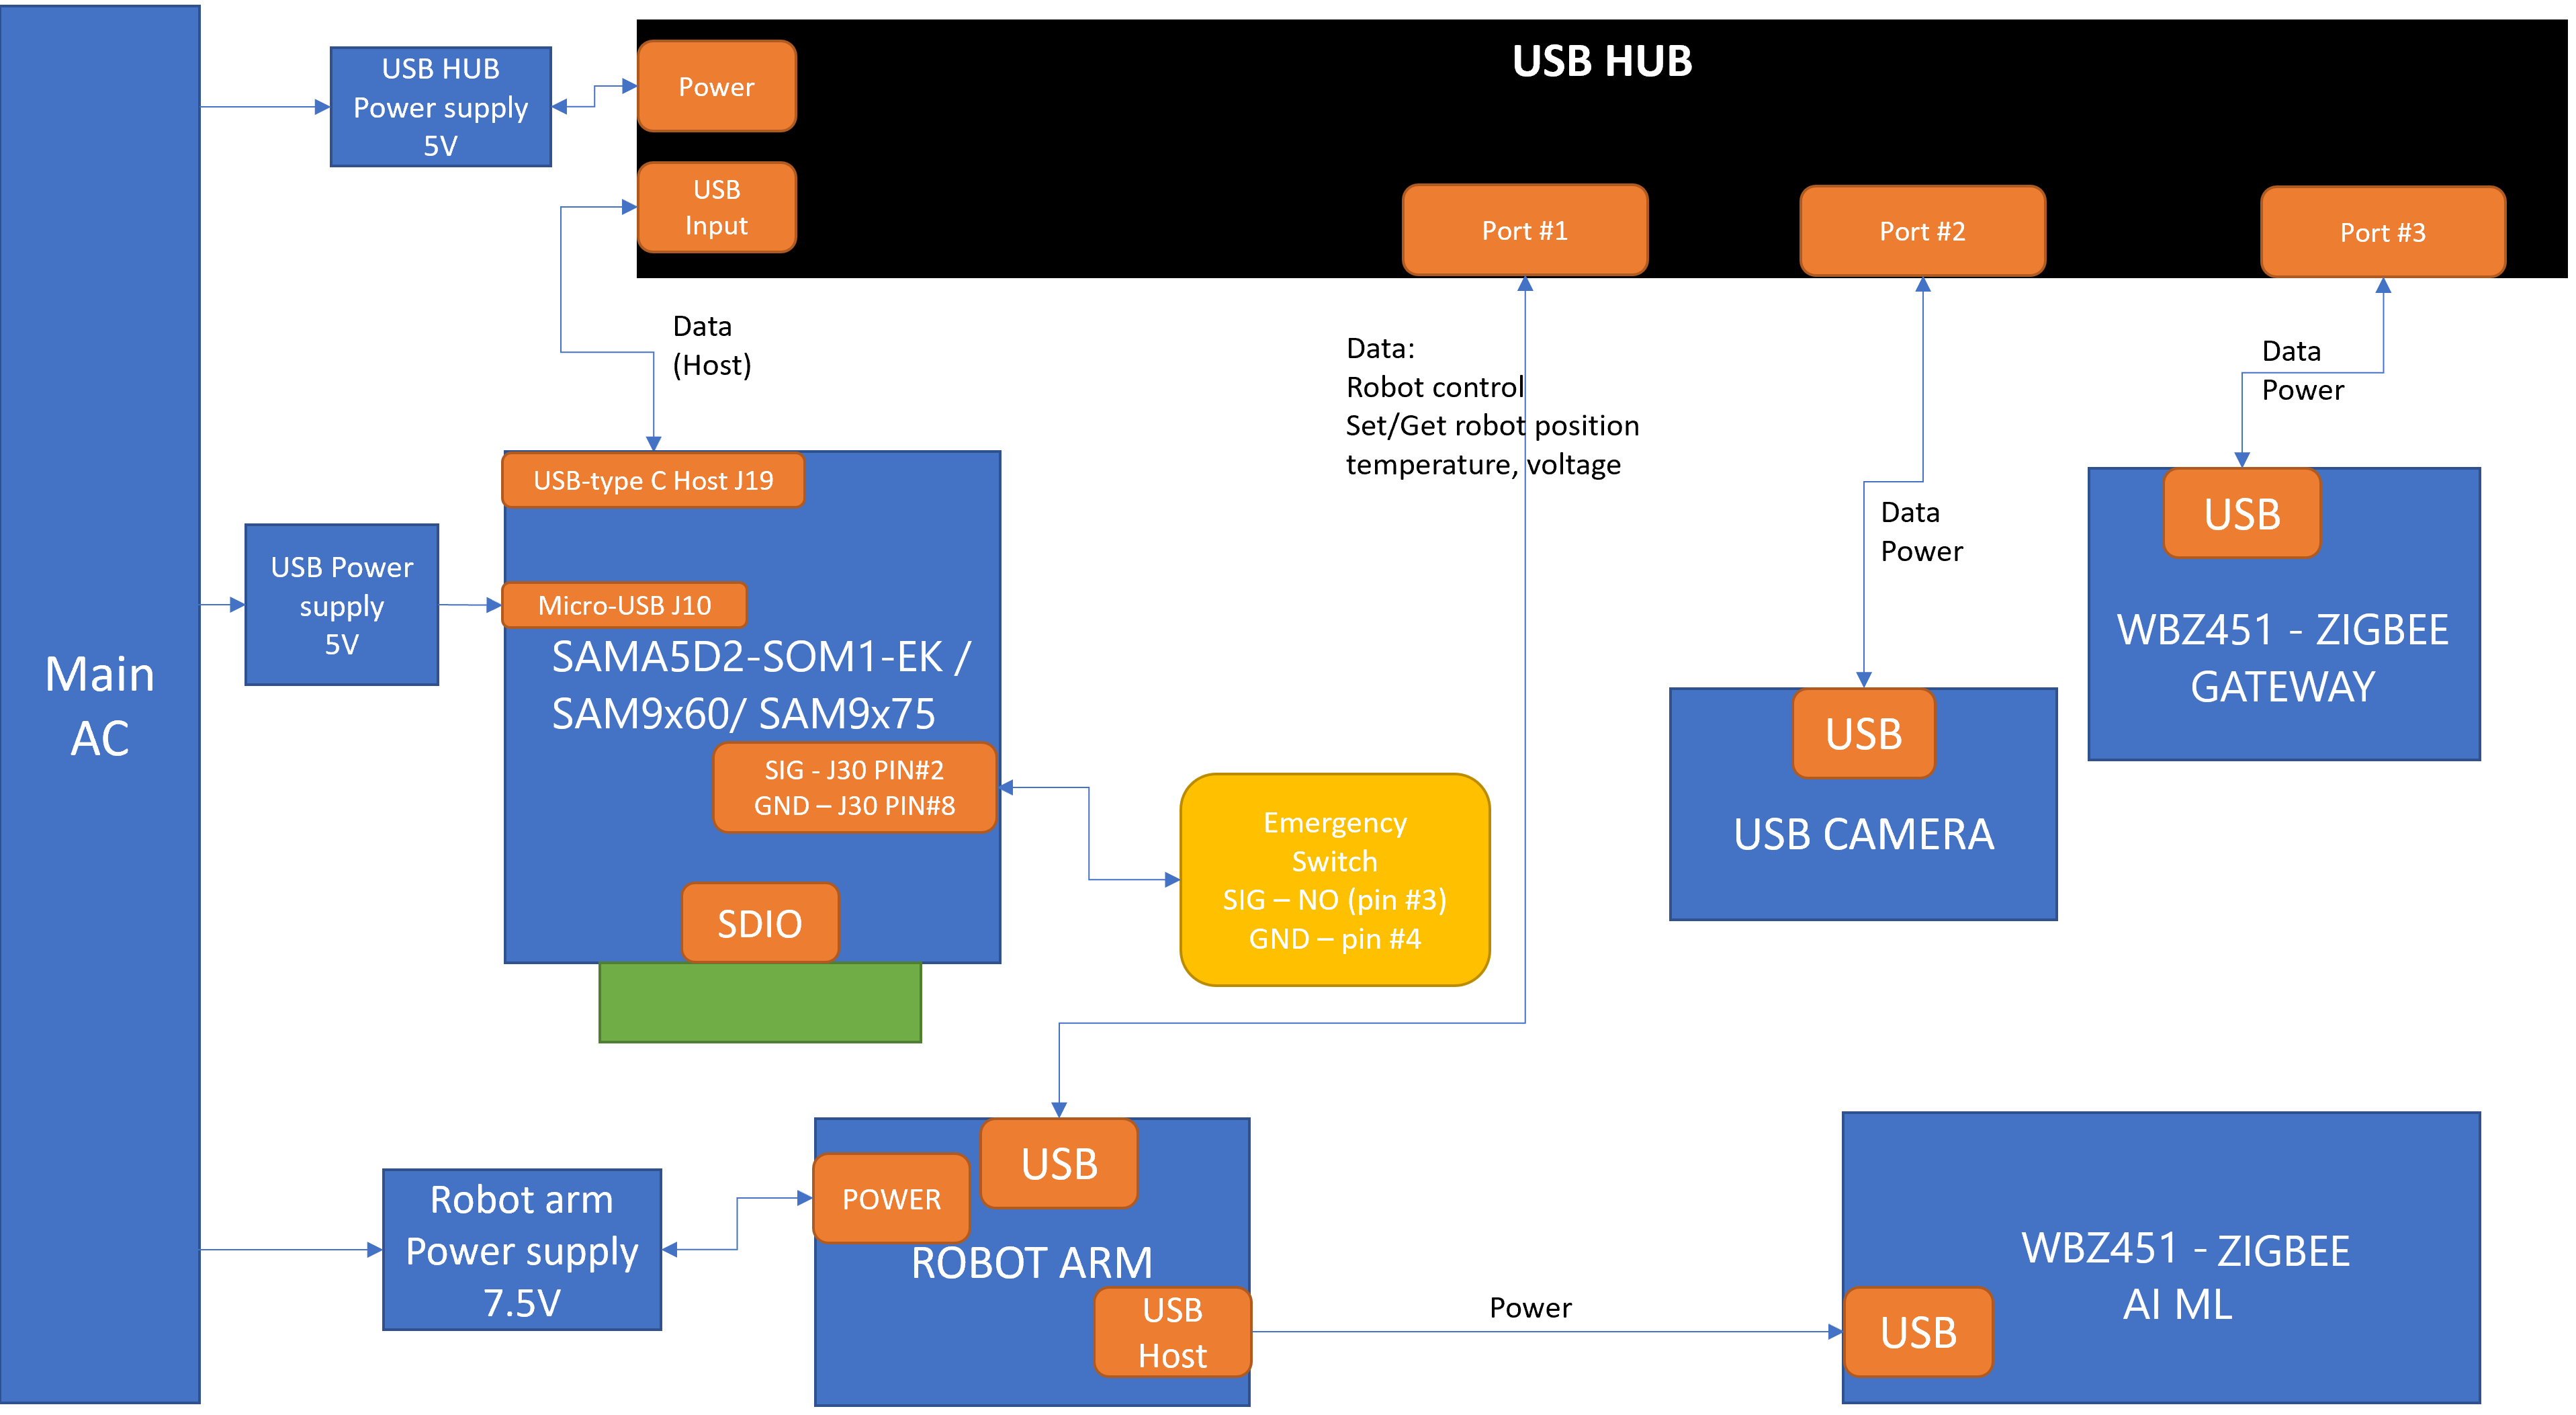 Main
AC
USB HUB
Power supply
5V
USB HUB
Power
USB
Input
Port #1
Port #2
Port #3
Data
(Host)
Data:
Robot control
Set/Get robot position
temperature, voltage
Data
Power
Data
Power
USB Power
supply
5V
USB-type C Host J19
Micro-USB J10
SAMA5D2-SOM1-EK /
SAM9x60/ SAM9x75
SIG - J30 PIN#2
GND – J30 PIN#8
SDIO
Emergency
Switch
SIG – NO (pin #3)
GND – pin #4
USB
USB CAMERA
USB
WBZ451 - ZIGBEE
GATEWAY
Robot arm
Power supply
7.5V
POWER
USB
ROBOT ARM
USB
Host
Power
USB
WBZ451 - ZIGBEE
AI ML